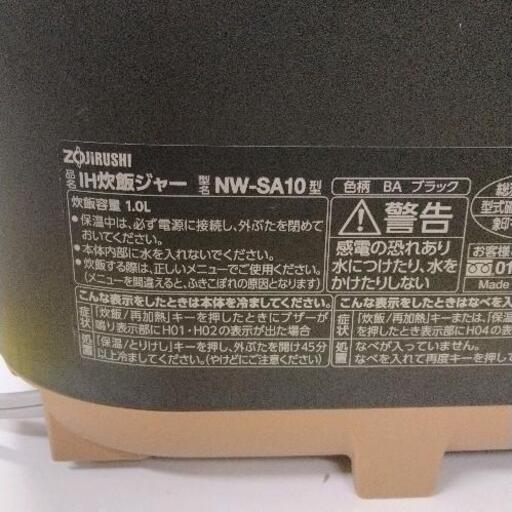 ZOJIRUSHI
品名 IH炊飯ジャー 型名 NW-SA10型
炊飯容量 1.0L
●保温中は、必ず電源に接続し、外ぶたを閉めて
おいてください。
●本体内部に水を入れないでください。
●炊飯する際は、正しいメニューでご使用ください。
(メニューを間違えると、ふきこぼれの原因となります)
こんな表示をしたときは本体を冷ましてください。
症状 「炊飯/再加熱」キーを押したときにブザーが
鳴り表示部にH01・H02の表示が出た場合
処置 「保温/とりけし」キーを押し、外ぶたを開け45分
以上冷ましてください。(やけどにご注意ください)
色柄 BA ブラック
警告
感電の恐れあり
水につけたり、水を
かけたりしない
こんな表示をしたときはなべを入
症状 「炊飯/再加熱」キーまたは、「保温
を押したとき表示部にH04の表
処置 なべが入っていません。
なべを入れて再度キーを押して
型式
お客様
01
Made